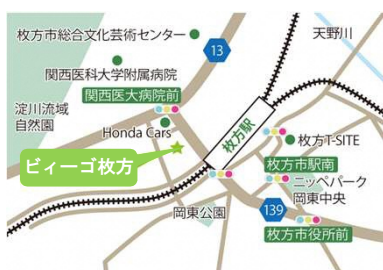 枚方市総合文化芸術センター
13
天野川
関西医科大学附属病院
関西医大病院前
淀川流域
自然園
Honda Cars
枚方駅
枚方T-SITE
ビィーゴ枚方
枚方市駅南
ニッペパーク
岡東中央
岡東公園
139
枚方市役所前